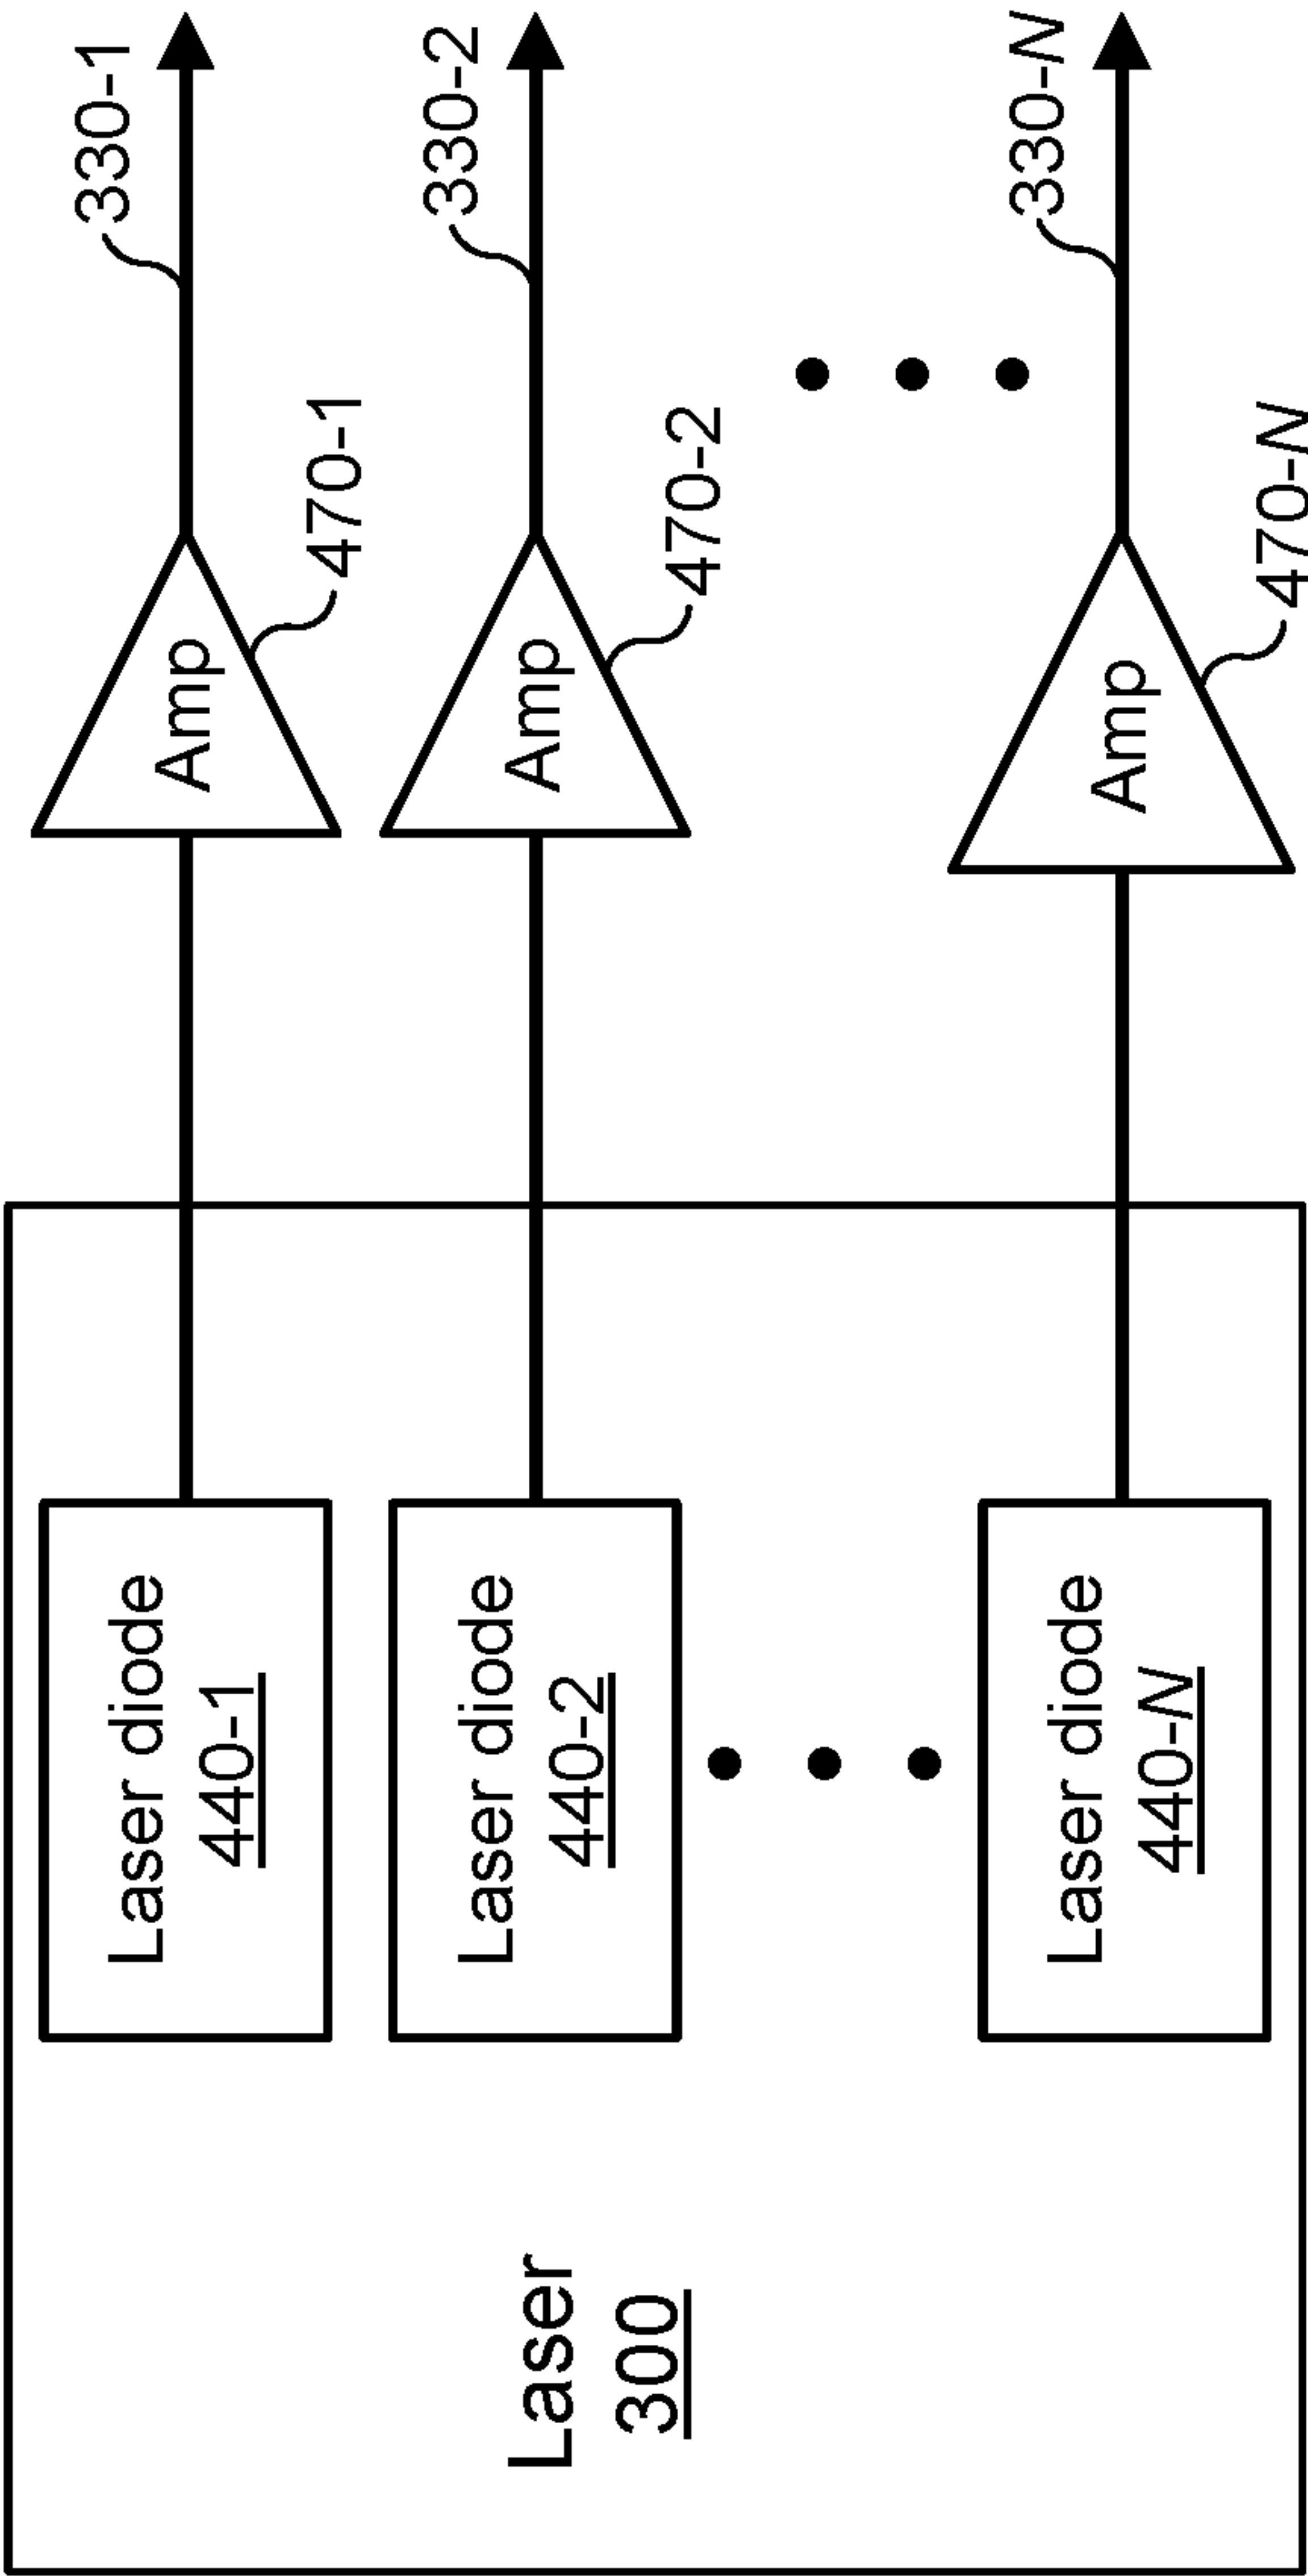 Laser
300
Laser diode
440-1
Amp
470-1
330-1
Laser diode
440-2
Amp
470-2
330-2
Laser diode
440-N
Amp
470-N
330-N